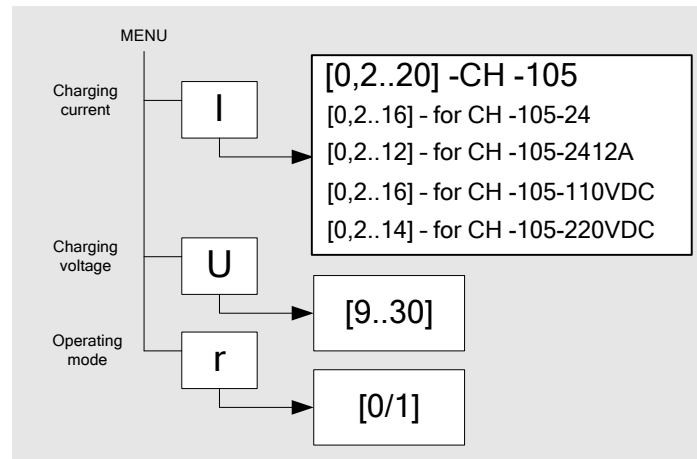 MENU
Charging
current
I
[0,2..20] -CH -105
[0,2..16] – for CH -105-24
[0,2..12] – for CH -105-2412A
[0,2..16] – for CH -105-110VDC
[0,2..14] – for CH -105-220VDC
Charging
voltage
U
[9..30]
Operating
mode
r
[0/1]